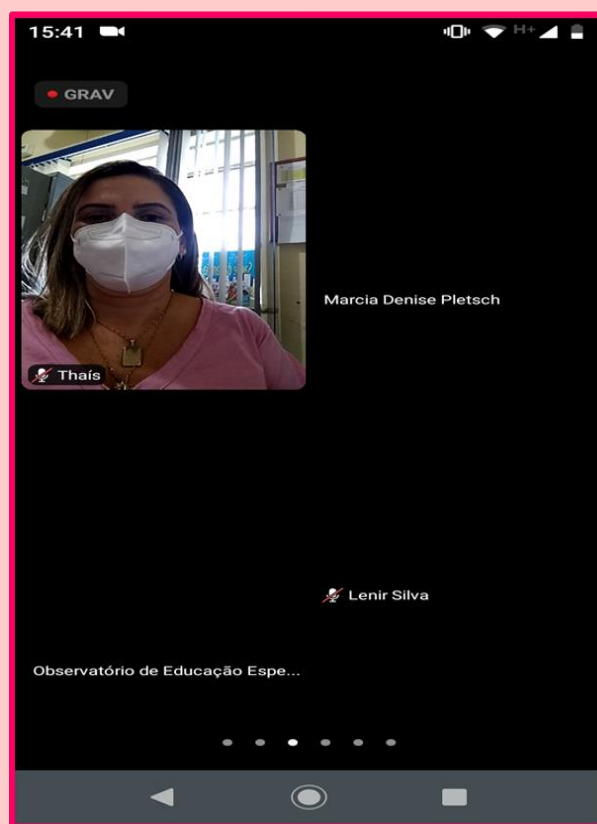 15:41
H+
GRAV
Marcia Denise Pletsch
Thaís
Lenir Silva
Observatório de Educação Espe...